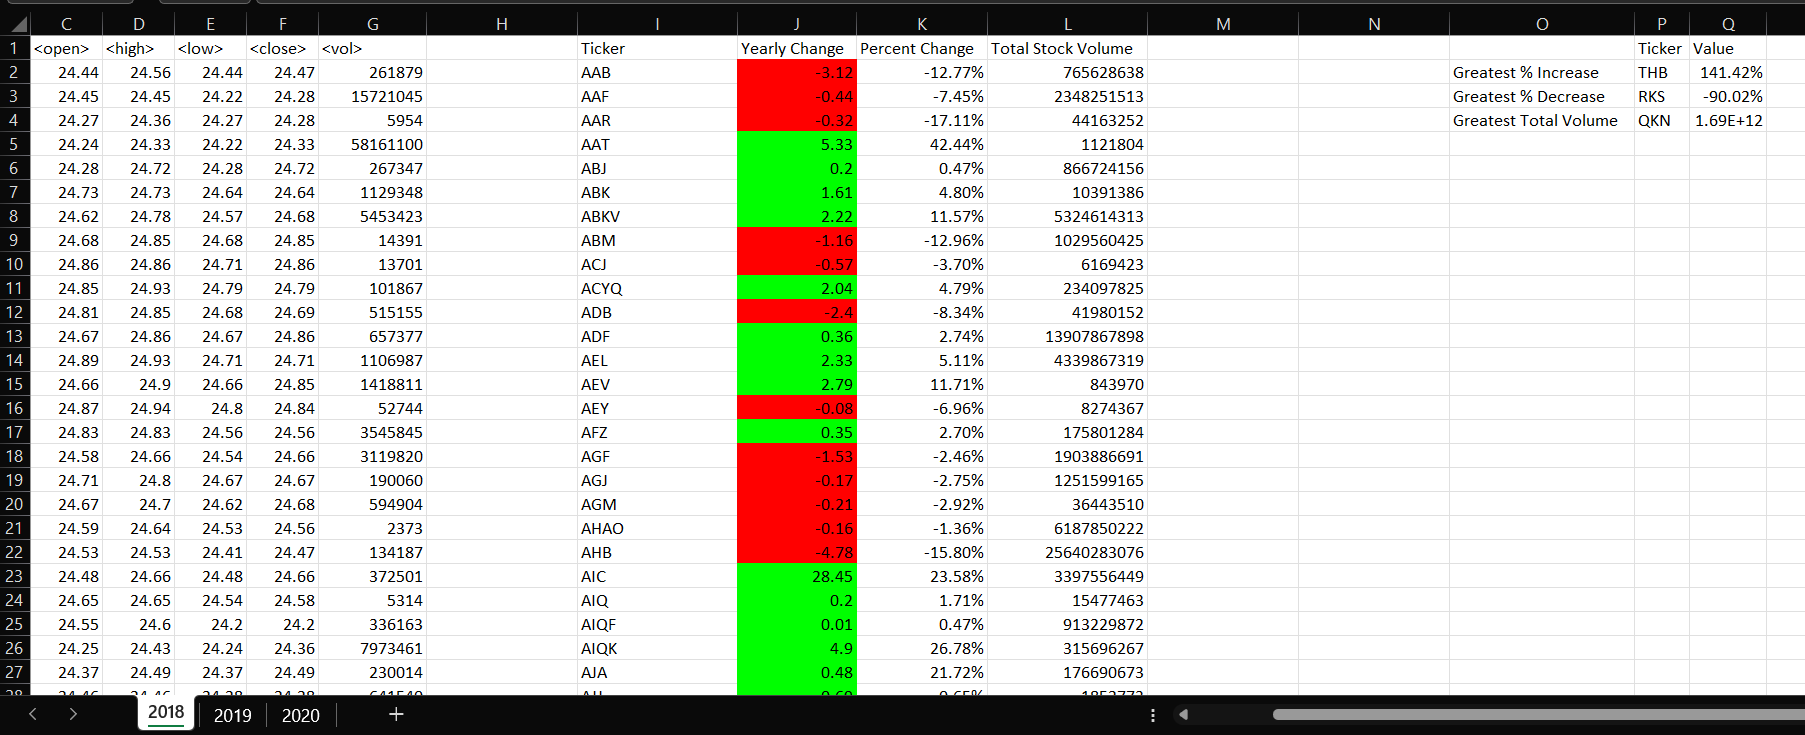 C D E F G H I J K L M N O P Q
1 <open> <high> <low> <close> <vol> Ticker Yearly Change Percent Change Total Stock Volume Ticker Value
2 24.44 24.56 24.44 24.47 261879 AAB -3.12 -12.77% 765628638 Greatest % Increase THB 141.42%
3 24.45 24.45 24.22 24.28 15721045 AAF -0.44 -7.45% 2348251513 Greatest % Decrease RKS -90.02%
4 24.27 24.36 24.27 24.28 5954 AAR -0.32 -17.11% 44163252 Greatest Total Volume QKN 1.69E+12
5 24.24 24.33 24.22 24.33 58161100 AAT 5.33 42.44% 1121804
6 24.28 24.72 24.28 24.72 267347 ABJ 0.2 0.47% 866724156
7 24.73 24.73 24.64 24.64 1129348 ABK 1.61 4.80% 10391386
8 24.62 24.78 24.57 24.68 5453423 ABKV 2.22 11.57% 5324614313
9 24.68 24.85 24.68 24.85 14391 ABM -1.16 -12.96% 1029560425
10 24.86 24.86 24.71 24.86 13701 ACJ -0.57 -3.70% 6169423
11 24.85 24.93 24.79 24.79 101867 ACYQ 2.04 4.79% 234097825
12 24.81 24.85 24.68 24.69 515155 ADB -2.4 -8.34% 41980152
13 24.67 24.86 24.67 24.86 657377 ADF 0.36 2.74% 13907867898
14 24.89 24.93 24.71 24.71 1106987 AEL 2.33 5.11% 4339867319
15 24.66 24.9 24.66 24.85 1418811 AEV 2.79 11.71% 843970
16 24.87 24.94 24.8 24.84 52744 AEY -0.08 -6.96% 8274367
17 24.83 24.83 24.56 24.56 3545845 AFZ 0.35 2.70% 175801284
18 24.58 24.66 24.54 24.66 3119820 AGF -1.53 -2.46% 1903886691
19 24.71 24.8 24.67 24.67 190060 AGJ -0.17 -2.75% 1251599165
20 24.67 24.7 24.62 24.68 594904 AGM -0.21 -2.92% 36443510
21 24.59 24.64 24.53 24.56 2373 AHAO -0.16 -1.36% 6187850222
22 24.53 24.53 24.41 24.47 134187 AHB -4.78 -15.80% 25640283076
23 24.48 24.66 24.48 24.66 372501 AIC 28.45 23.58% 3397556449
24 24.65 24.65 24.54 24.58 5314 AIQ 0.2 1.71% 15477463
25 24.55 24.6 24.2 24.2 336163 AIQF 0.01 0.47% 913229872
26 24.25 24.43 24.24 24.36 7973461 AIQK 4.9 26.78% 315696267
27 24.37 24.49 24.37 24.49 230014 AJA 0.48 21.72% 176690673
2018 2019 2020